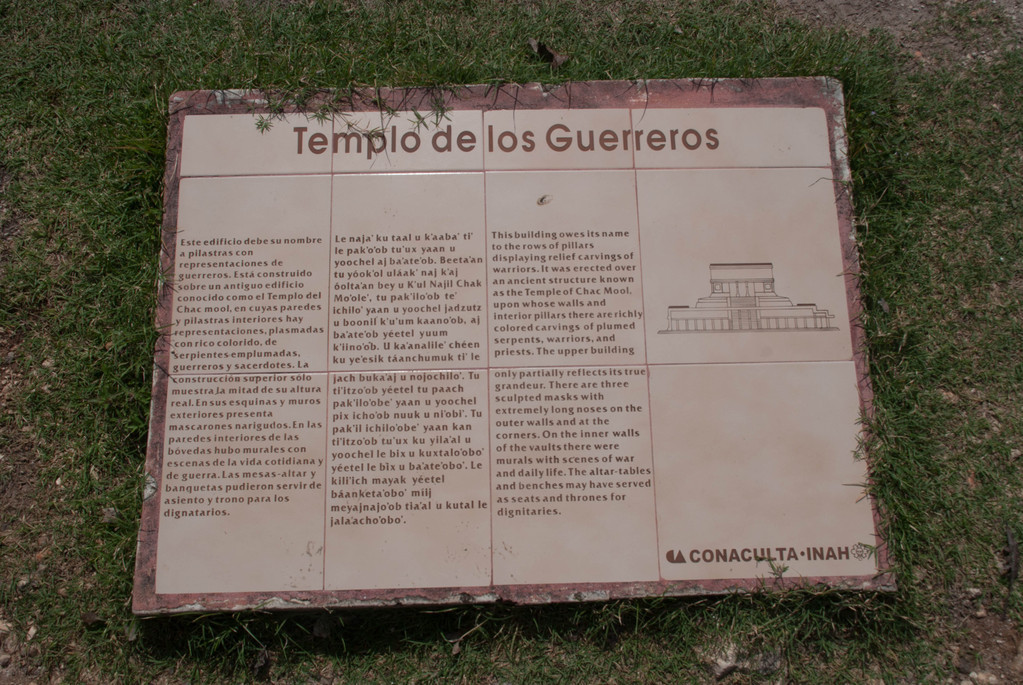 Templo de los Guerreros
Este edificio debe su nombre
a pilastras con
representaciones de
guerreros. Está construido
sobre un antiguo edificio
conocido como el Templo del
Chac mool, en cuyas paredes
y pilastras interiores hay
representaciones, plasmadas
con rico colorido, de
serpientes emplumadas,
guerreros y sacerdotes. La
construcción superior sólo
muestra la mitad de su altura
real. En sus esquinas y muros
exteriores presenta
mascarones narigudos. En las
paredes interiores de las
bóvedas hubo murales con
escenas de la vida cotidiana y
de guerra. Las mesas-altar y
banquetas pudieron servir de
asiento y trono para los
dignatarios.
Le naja' ku taal u k'aaba' ti'
le pak'o'ob tu'ux yaan u
yoochel aj ba'ate'ob. Beeta'an
tu yóok'ol uláak' naj k'aj
óolta'an bey u K'ul Najil Chak
Mo'ole', tu pak'ilo'ob te'
ichilo' yaan u yoochel jadzutz
u boonil k'u'um kaano'ob, aj
ba'ate'ob yéetel yuum
k'iino'ob. U ka'analile' chéen
ku ye'esik táanchumuk ti' le
jach buka'aj u nojochilo'. Tu
ti'itzo'ob yéetel tu paach
pak'ilo'obe' yaan u yoochel
pix icho'ob nuuk u ni'obi'. Tu
pak'il ichilo'obe' yaan kan
ti'itzo'ob tu'ux ku yila'al u
yoochel le bix u kuxtalo'obo'
yéetel le bix u ba'ate'obo'. Le
kili'ich mayak yéetel
báanketa'obo' miij
meyajnajo'ob tia'al u kutal le
jala'acho'obo'.
This building owes its name
to the rows of pillars
displaying relief carvings of
warriors. It was erected over
an ancient structure known
as the Temple of Chac Mool,
upon whose walls and
interior pillars there are richly
colored carvings of plumed
serpents, warriors, and
priests. The upper building
only partially reflects its true
grandeur. There are three
sculpted masks with
extremely long noses on the
outer walls and at the
corners. On the inner walls
of the vaults there were
murals with scenes of war
and daily life. The altar-tables
and benches may have served
as seats and thrones for
dignitaries.
CONACULTA•INAH